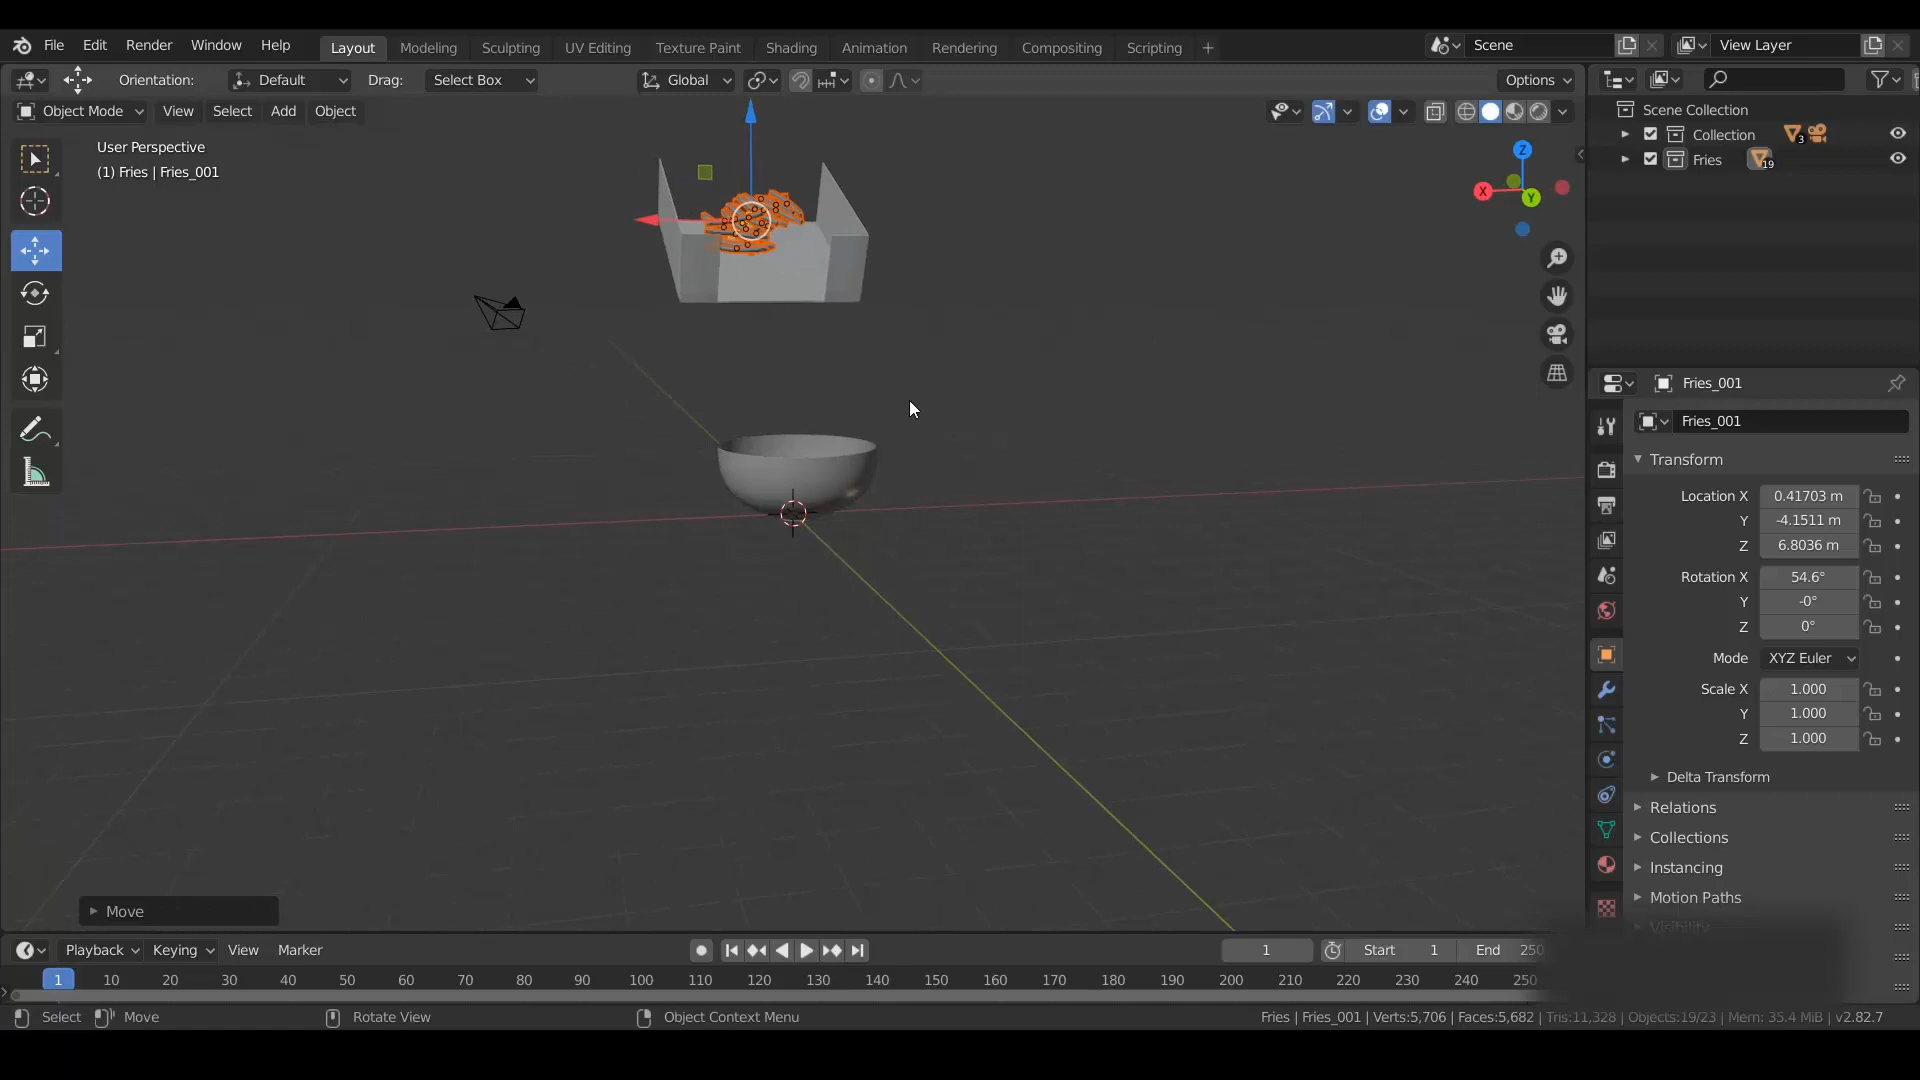 File Edit Render Window Help Layout Modeling Sculpting UV Editing Texture Paint Shading Animation Rendering Compositing Scripting + Scene View Layer
Orientation: Default Drag: Select Box Global Options
Object Mode View Select Add Object
User Perspective
(1) Fries | Fries_001
Z
X
Y
Scene Collection
Collection 3
Fries 19
Fries_001
Fries_001
Transform
Location X 0.41703 m
Y -4.1511 m
Z 6.8036 m
Rotation X 54.6°
Y -0°
Z 0°
Mode XYZ Euler
Scale X 1.000
Y 1.000
Z 1.000
Delta Transform
Relations
Collections
Instancing
Motion Paths
Visibility
Move
Playback Keying View Marker 1 Start 1 End 250
1 10 20 30 40 50 60 70 80 90 100 110 120 130 140 150 160 170 180 190 200 210 220 230 240 250
Select Move Rotate View Object Context Menu Fries | Fries_001 | Verts:5,706 | Faces:5,682 | Tris:11,328 | Objects:19/23 | Mem: 35.4 MiB | v2.82.7